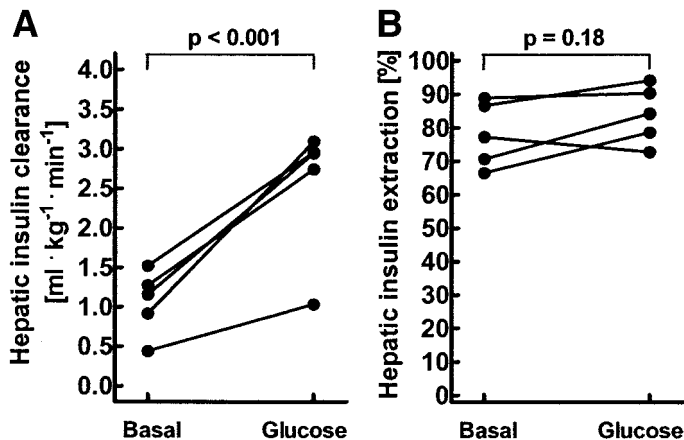 A
p < 0.001
Hepatic insulin clearance
[ml · kg⁻¹ · min⁻¹]
4.0
3.5
3.0
2.5
2.0
1.5
1.0
0.5
0.0
Basal
Glucose
B
p = 0.18
Hepatic insulin extraction [%]
100
90
80
70
60
50
40
30
20
10
0
Basal
Glucose